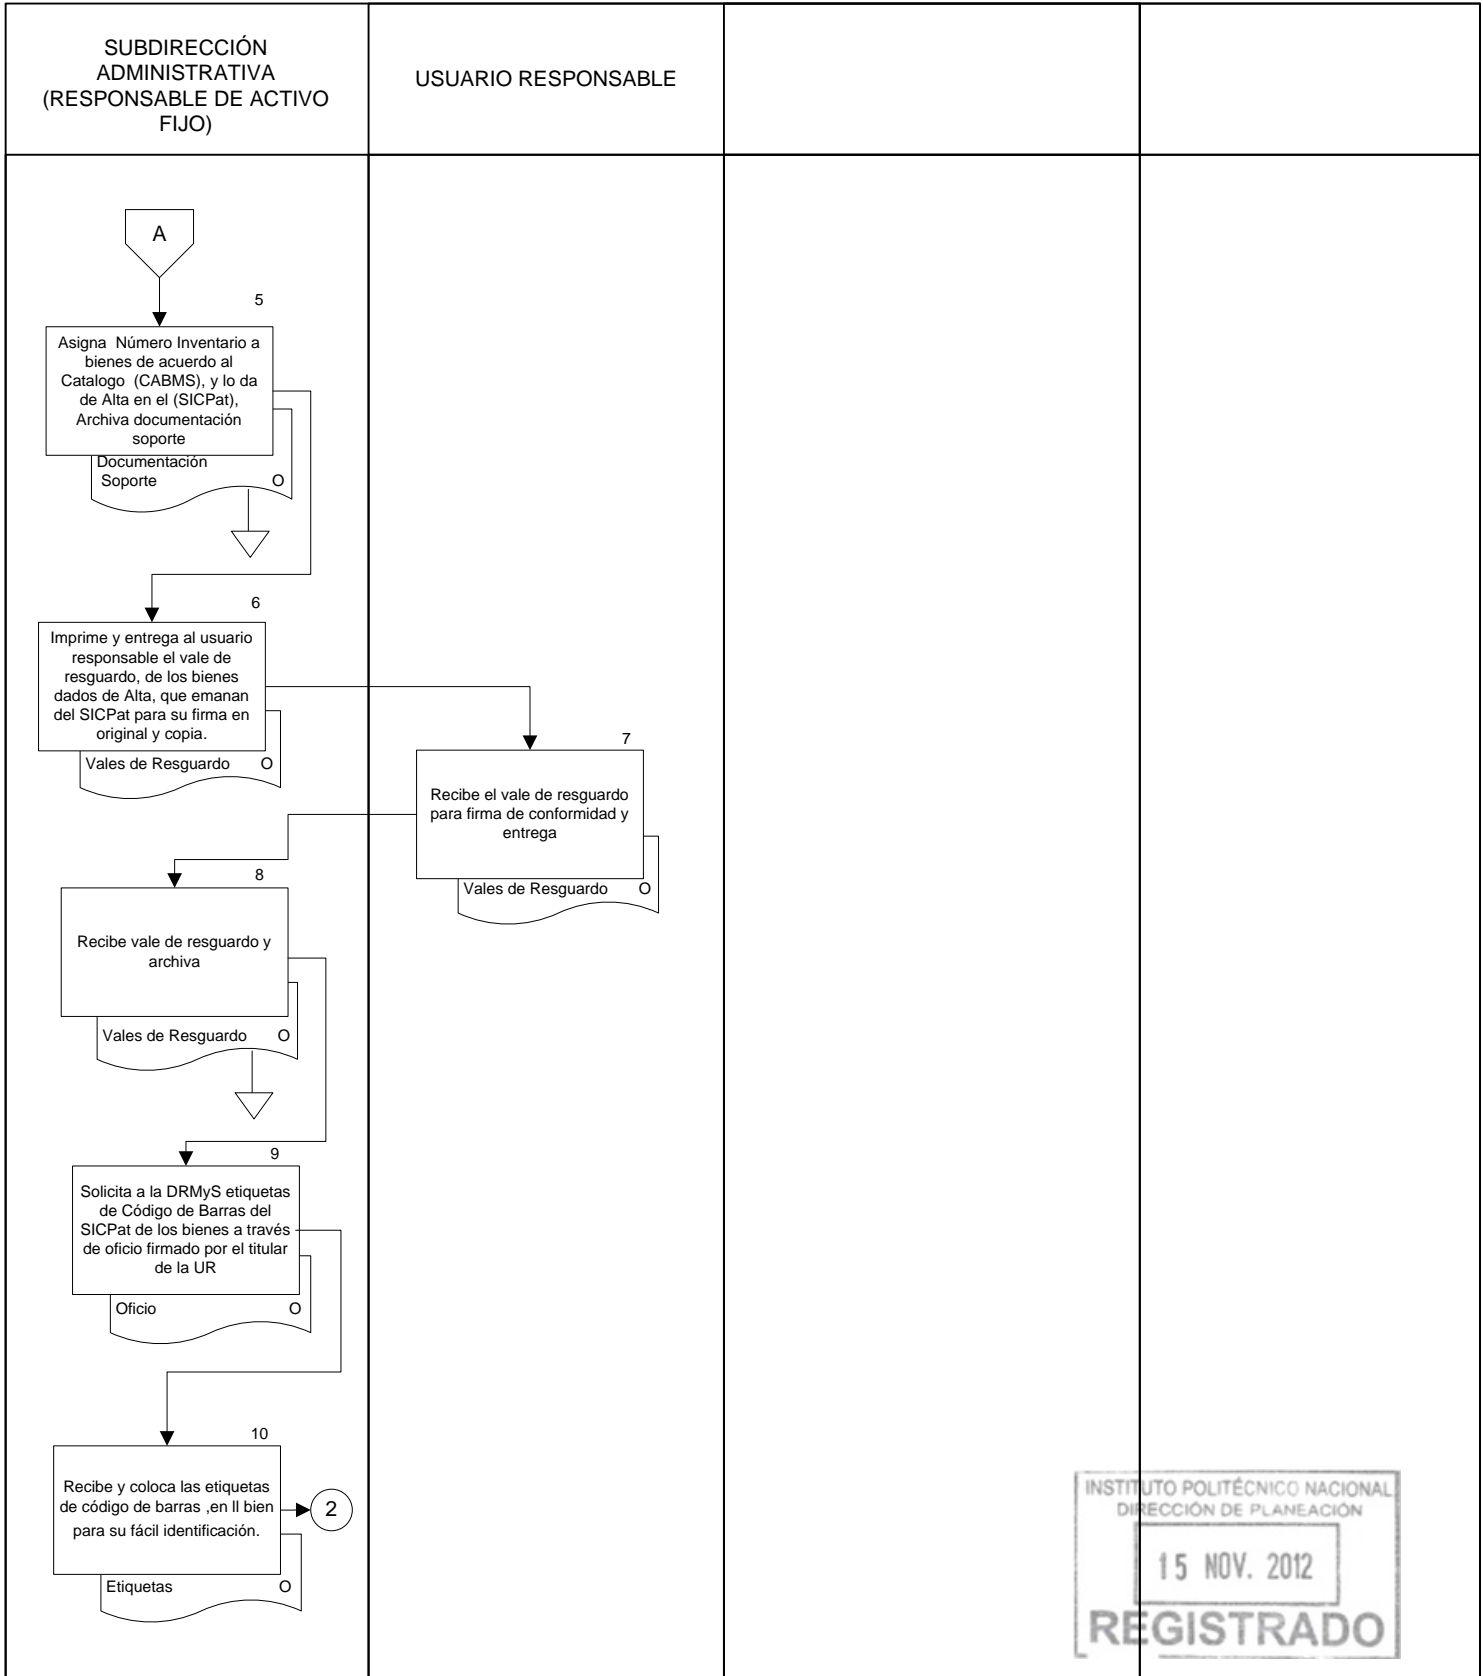 SUBDIRECCIÓN
ADMINISTRATIVA
(RESPONSABLE DE ACTIVO
FIJO)
USUARIO RESPONSABLE
A
5
Asigna Número Inventario a
bienes de acuerdo al
Catalogo (CABMS), y lo da
de Alta en el (SICPat),
Archiva documentación
soporte
Documentación
Soporte O
6
Imprime y entrega al usuario
responsable el vale de
resguardo, de los bienes
dados de Alta, que emanan
del SICPat para su firma en
original y copia.
Vales de Resguardo O
7
Recibe el vale de resguardo
para firma de conformidad y
entrega
Vales de Resguardo O
8
Recibe vale de resguardo y
archiva
Vales de Resguardo O
9
Solicita a la DRMyS etiquetas
de Código de Barras del
SICPat de los bienes a través
de oficio firmado por el titular
de la UR
Oficio O
10
Recibe y coloca las etiquetas
de código de barras ,en ll bien
para su fácil identificación.
2
Etiquetas O
INSTITUTO POLITÉCNICO NACIONAL
DIRECCIÓN DE PLANEACIÓN
15 NOV. 2012
REGISTRADO